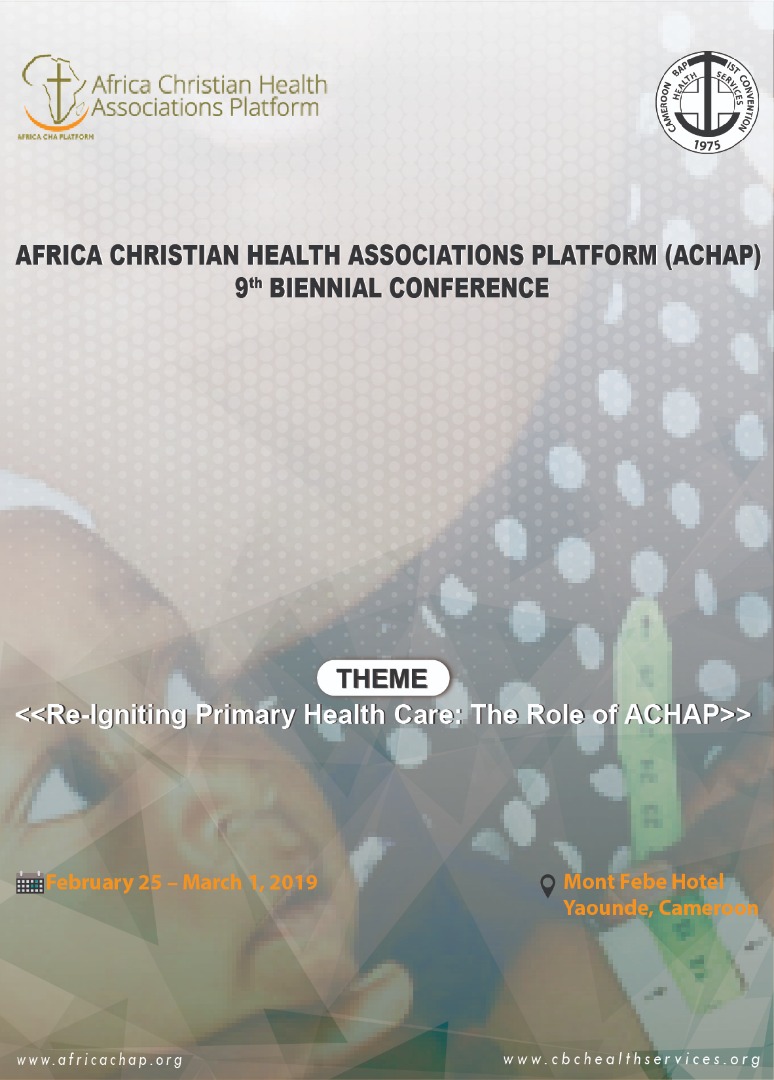 Africa Christian Health
Associations Platform
AFRICA CHA PLATFORM
CAMEROON BAPTIST CONVENTION
HEALTH SERVICES
1975
AFRICA CHRISTIAN HEALTH ASSOCIATIONS PLATFORM (ACHAP)
9th BIENNIAL CONFERENCE
THEME
<<Re-Igniting Primary Health Care: The Role of ACHAP>>
February 25 – March 1, 2019
Mont Febe Hotel
Yaounde, Cameroon
www.africachap.org
www.cbchealthservices.org